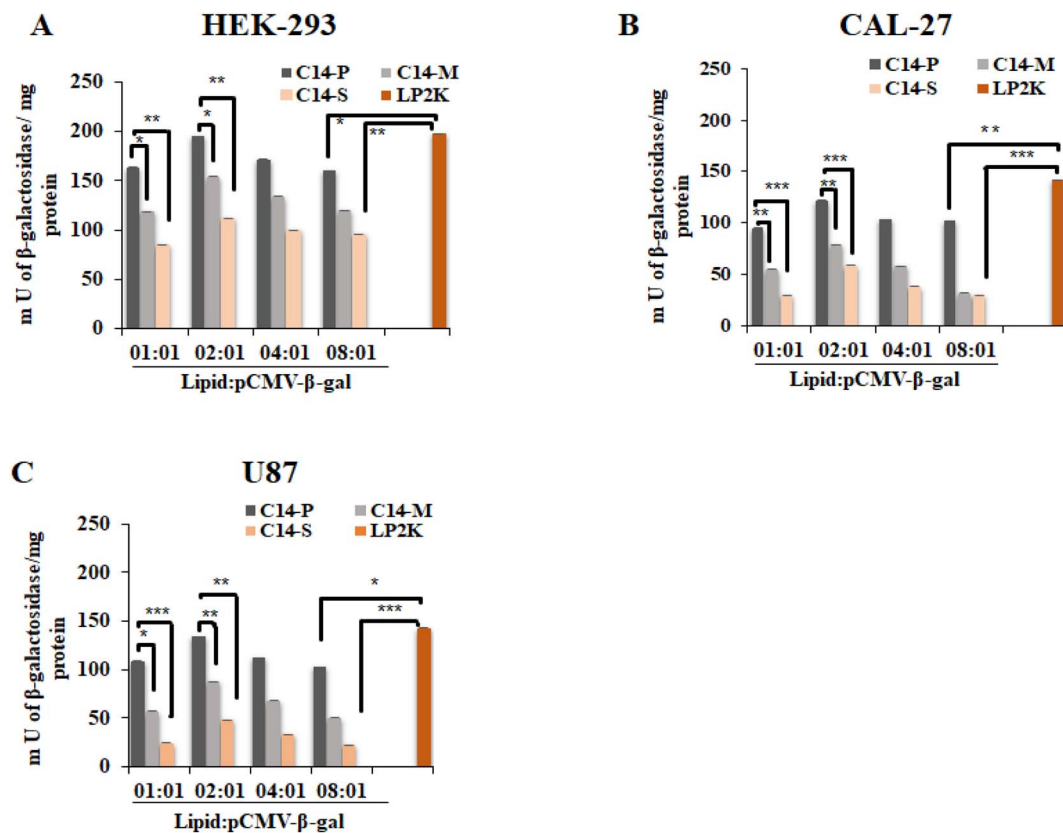 A
HEK-293
C14-P C14-M
C14-S LP2K
250
200
150
100
50
0
m U of β-galactosidase/ mg
protein
**
*
**
*
*
**
01:01 02:01 04:01 08:01
Lipid:pCMV-β-gal
B
CAL-27
C14-P C14-M
C14-S LP2K
250
200
150
100
50
0
m U of β-galactosidase/mg
protein
***
**
***
**
**
***
01:01 02:01 04:01 08:01
Lipid:pCMV-β-gal
C
U87
C14-P C14-M
C14-S LP2K
250
200
150
100
50
0
m U of β-galactosidase/mg
protein
***
*
**
**
*
***
01:01 02:01 04:01 08:01
Lipid:pCMV-β-gal